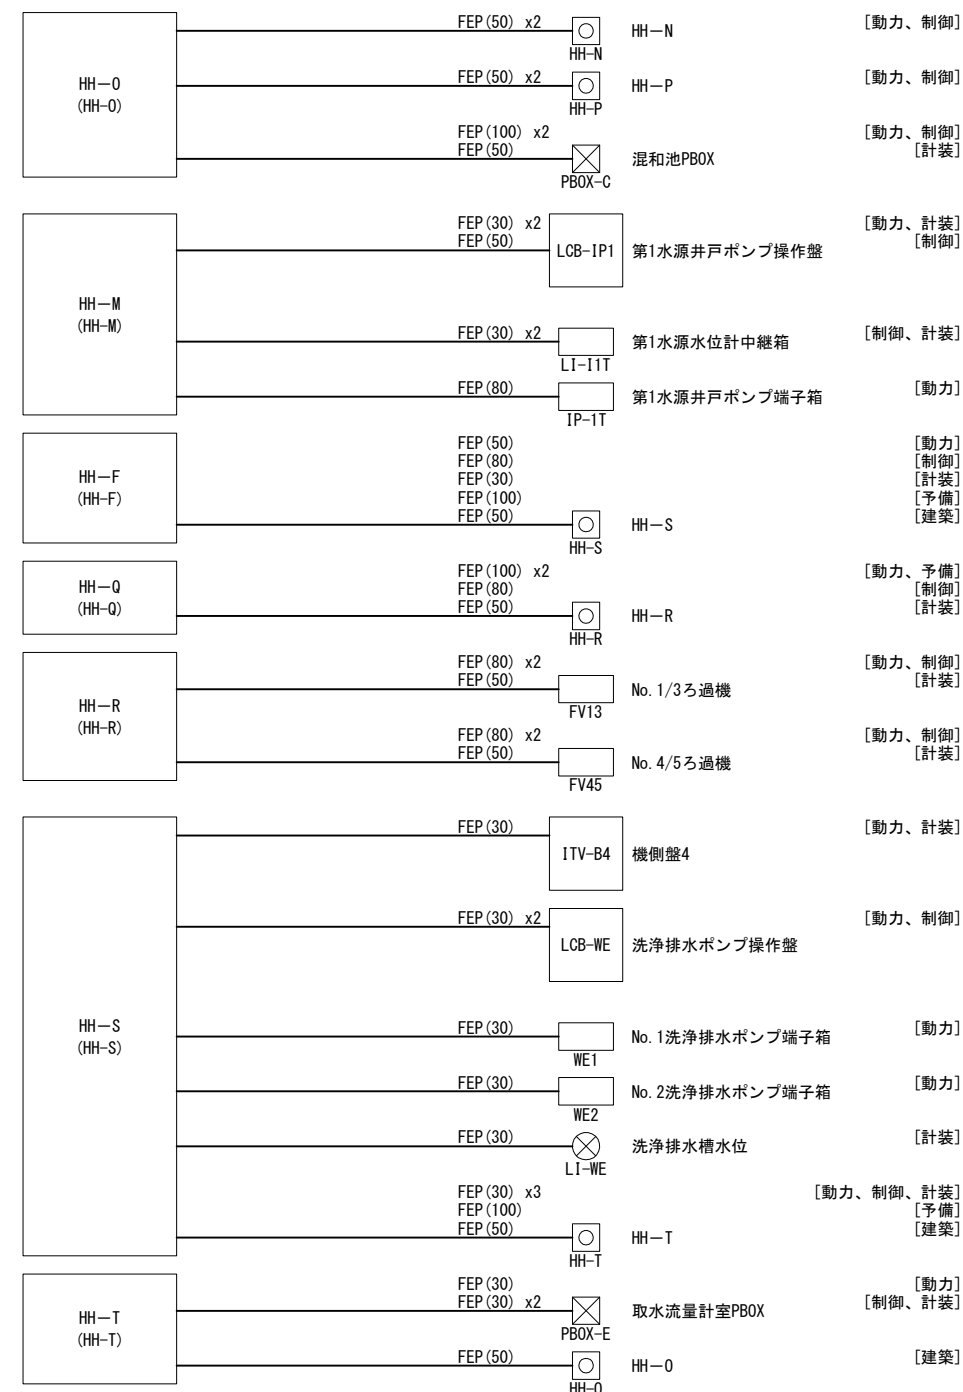 FEP(50) x2
[動力、制御]
HH－N
HH-N
HH－O
(HH-O)
FEP(50) x2
[動力、制御]
HH－P
HH-P
FEP(100) x2
[動力、制御]
FEP(50)
[計装]
混和池PBOX
PBOX-C
FEP(30) x2
[動力、計装]
FEP(50)
[制御]
LCB-IP1
第1水源井戸ポンプ操作盤
HH－M
(HH-M)
FEP(30) x2
[制御、計装]
第1水源水位計中継箱
LI-I1T
FEP(80)
[動力]
第1水源井戸ポンプ端子箱
IP-1T
FEP(50)
[動力]
FEP(80)
[制御]
HH－F
(HH-F)
FEP(30)
[計装]
FEP(100)
[予備]
FEP(50)
[建築]
HH－S
HH-S
FEP(100) x2
[動力、予備]
HH－Q
(HH-Q)
FEP(80)
[制御]
FEP(50)
[計装]
HH－R
HH-R
FEP(80) x2
[動力、制御]
FEP(50)
[計装]
No.1/3ろ過機
FV13
HH－R
(HH-R)
FEP(80) x2
[動力、制御]
FEP(50)
[計装]
No.4/5ろ過機
FV45
FEP(30)
[動力、計装]
ITV-B4
機側盤4
FEP(30) x2
[動力、制御]
LCB-WE
洗浄排水ポンプ操作盤
HH－S
(HH-S)
FEP(30)
[動力]
No.1洗浄排水ポンプ端子箱
WE1
FEP(30)
[動力]
No.2洗浄排水ポンプ端子箱
WE2
FEP(30)
[計装]
洗浄排水槽水位
LI-WE
FEP(30) x3
[動力、制御、計装]
FEP(100)
[予備]
FEP(50)
[建築]
HH－T
HH-T
FEP(30)
[動力]
FEP(30) x2
[制御、計装]
取水流量計室PBOX
PBOX-E
HH－T
(HH-T)
FEP(50)
[建築]
HH－O
HH-O